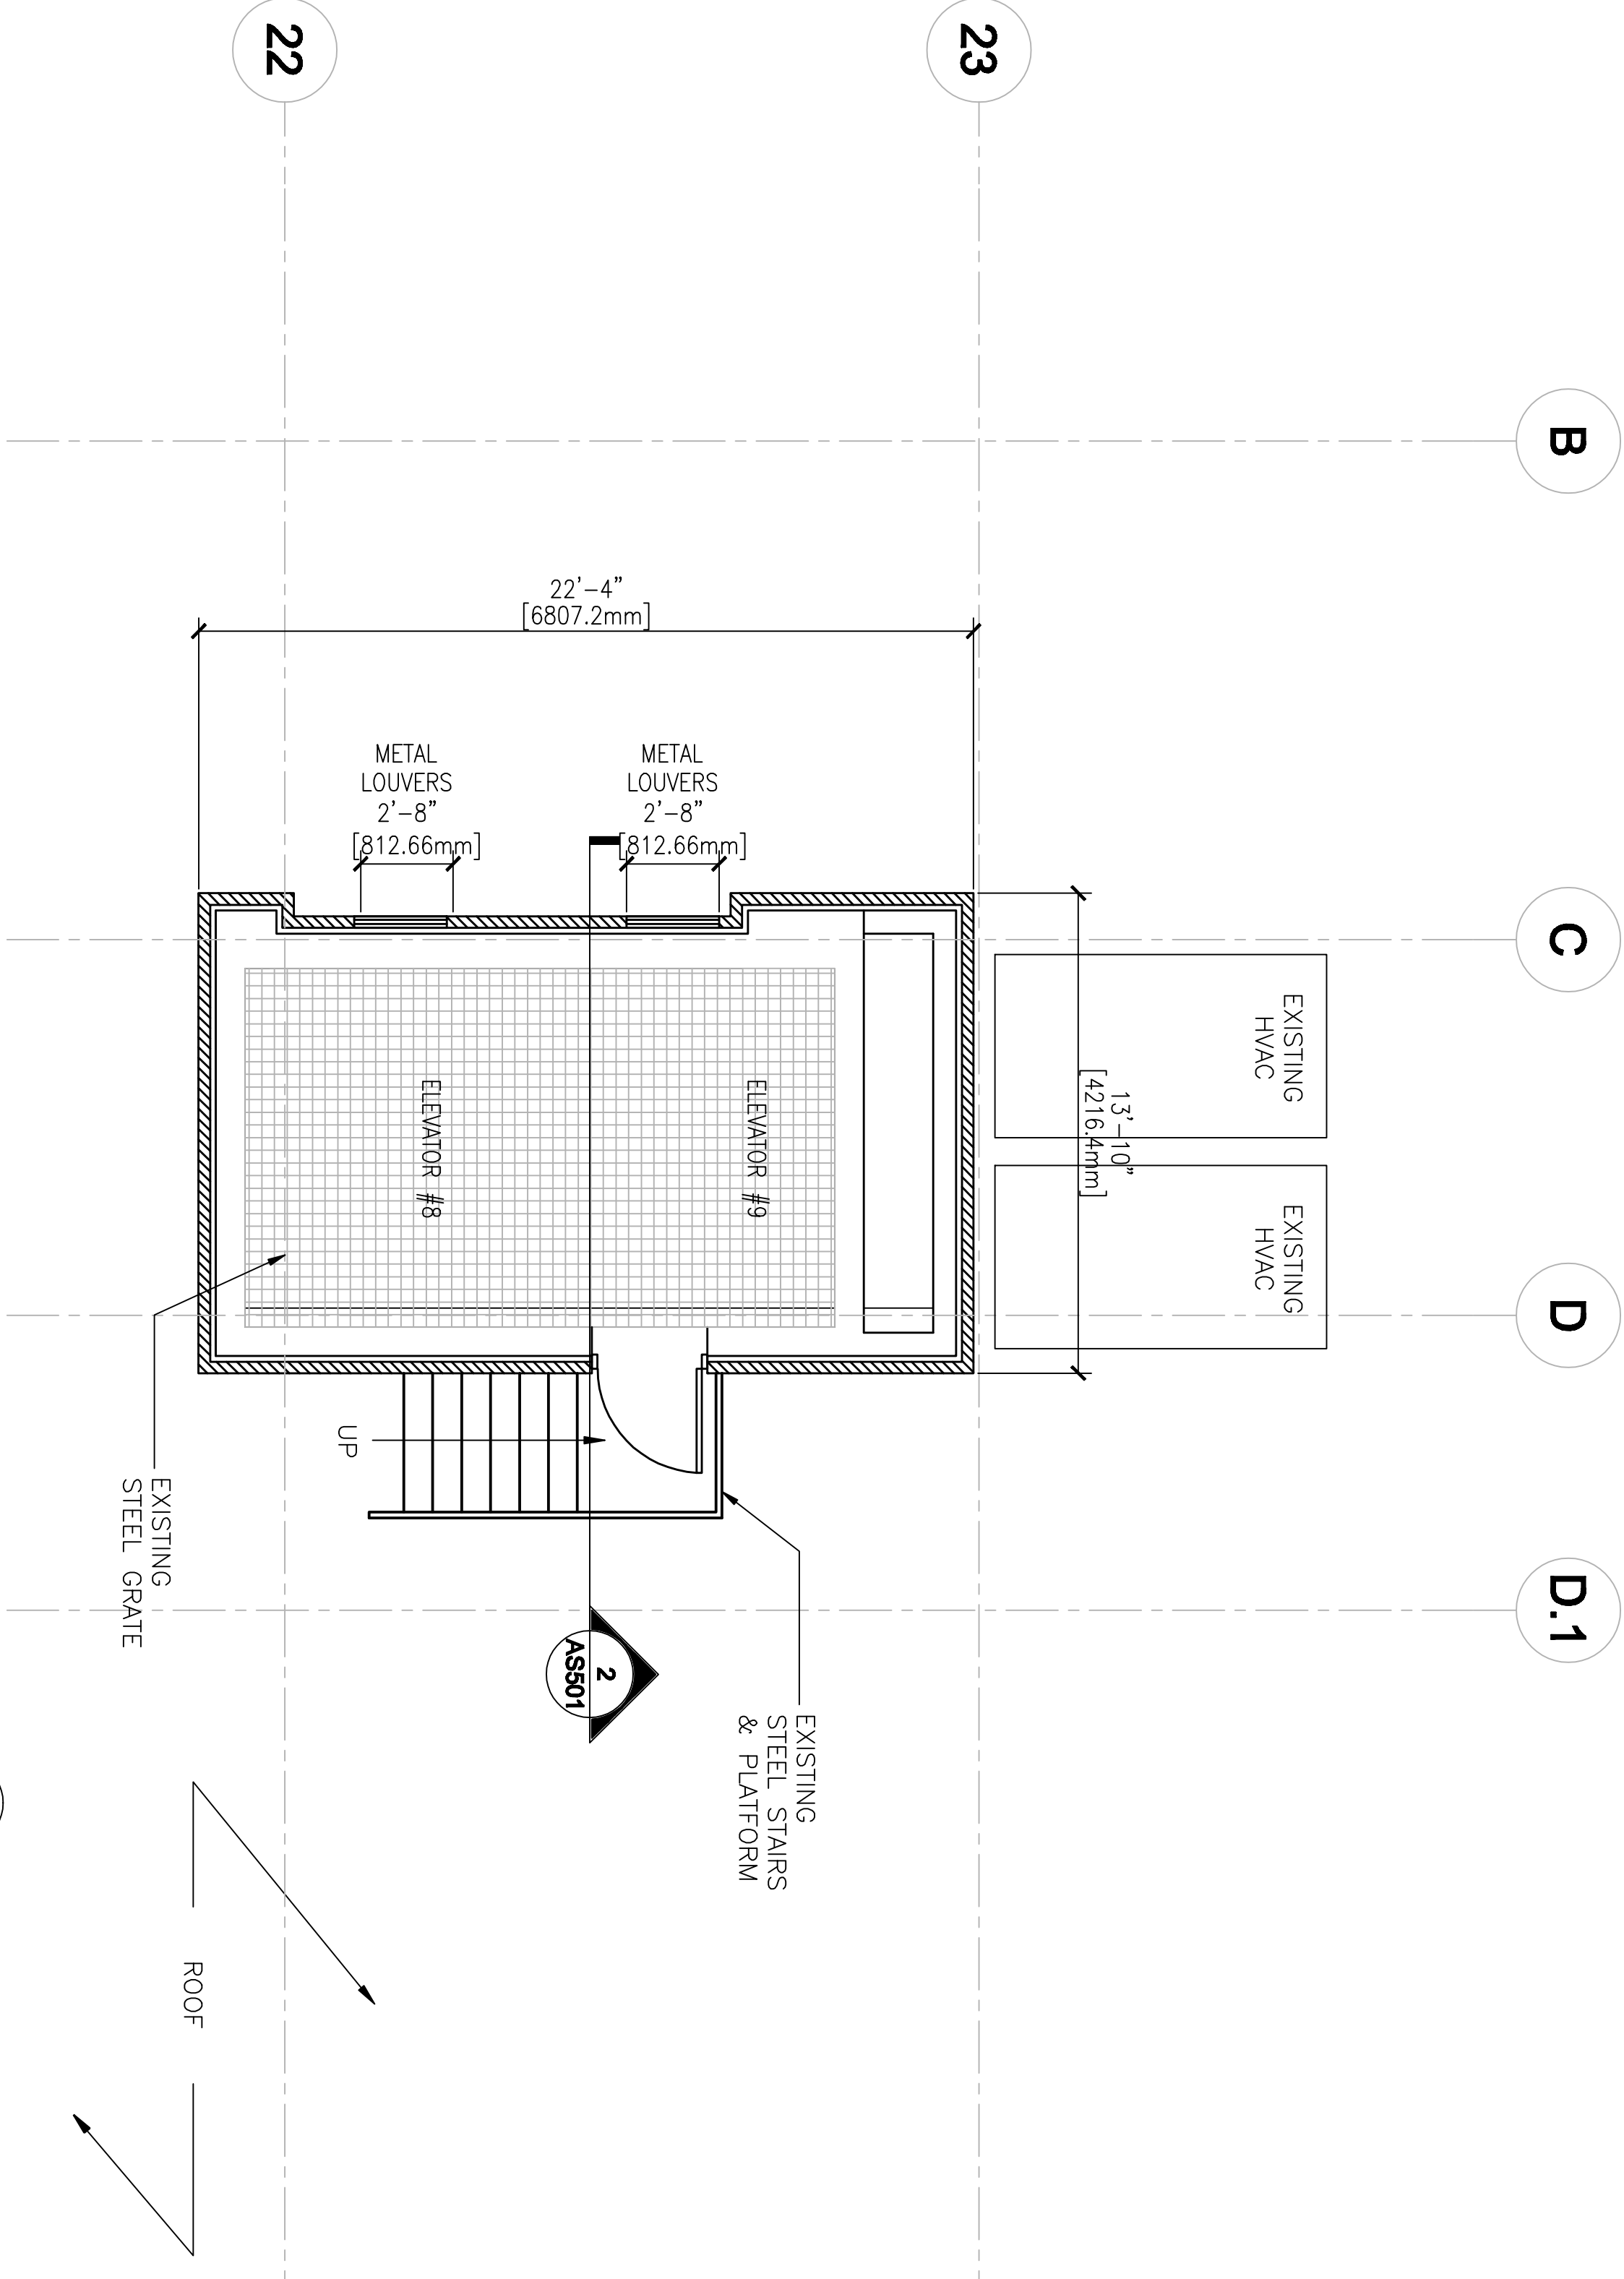 22
23
B
C
D
D.1
22'-4"
[6807.2mm]
METAL
LOUVERS
2'-8"
[812.66mm]
METAL
LOUVERS
2'-8"
[812.66mm]
EXISTING
HVAC
13'-10"
[4216.4mm]
EXISTING
HVAC
ELEVATOR #8
ELEVATOR #9
UP
EXISTING
STEEL GRATE
2
AS501
EXISTING
STEEL STAIRS
& PLATFORM
ROOF